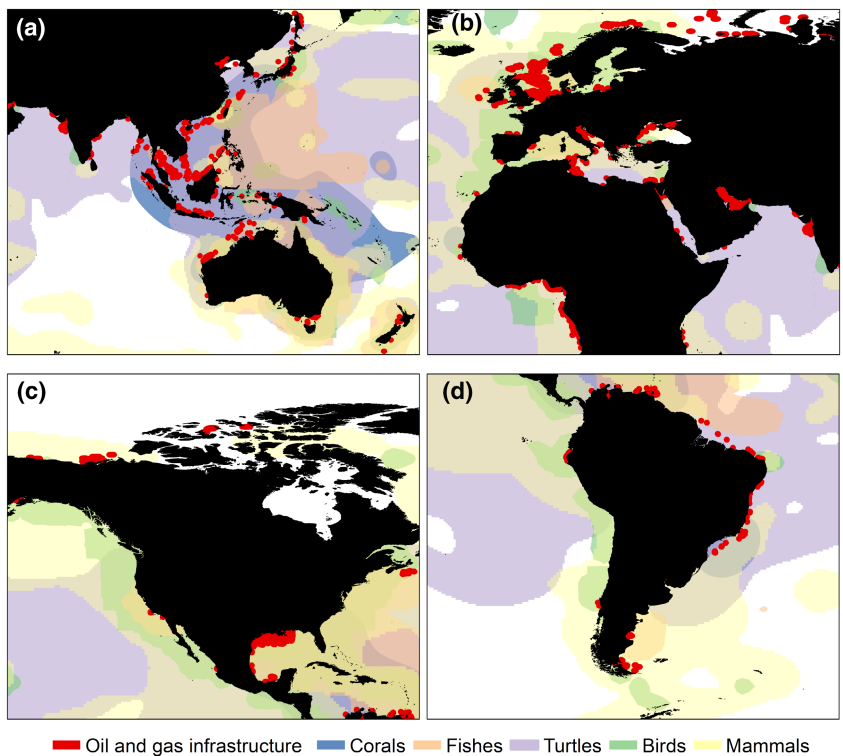 (a)
(b)
(c)
(d)
Oil and gas infrastructure Corals Fishes Turtles Birds Mammals